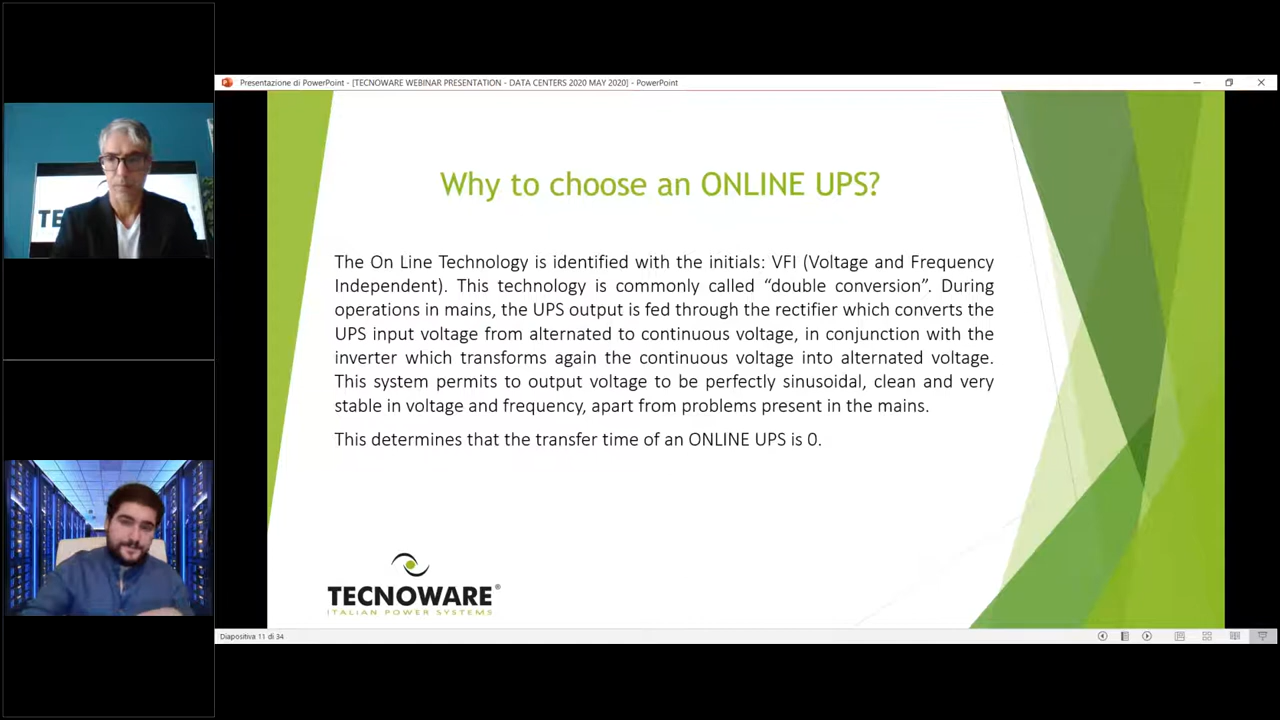 Presentazione di PowerPoint - [TECNOWARE WEBINAR PRESENTATION - DATA CENTERS 2020 MAY 2020] - PowerPoint
TE
Why to choose an ONLINE UPS?
The On Line Technology is identified with the initials: VFI (Voltage and Frequency
Independent). This technology is commonly called “double conversion”. During
operations in mains, the UPS output is fed through the rectifier which converts the
UPS input voltage from alternated to continuous voltage, in conjunction with the
inverter which transforms again the continuous voltage into alternated voltage.
This system permits to output voltage to be perfectly sinusoidal, clean and very
stable in voltage and frequency, apart from problems present in the mains.
This determines that the transfer time of an ONLINE UPS is 0.
TECNOWARE®
ITALIAN POWER SYSTEMS
Diapositiva 11 di 34